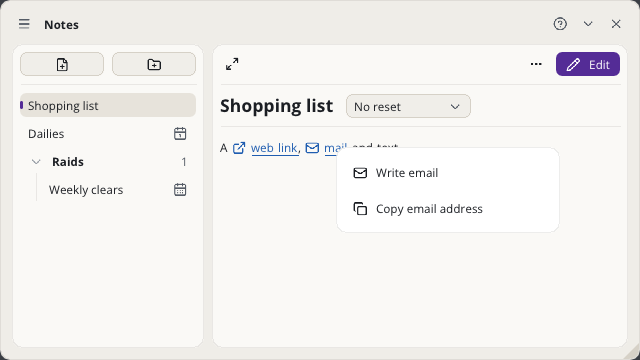 Notes
Edit
Shopping list
Dailies
Raids 1
Weekly clears
Shopping list No reset
A web link, mail and text
Write email
Copy email address